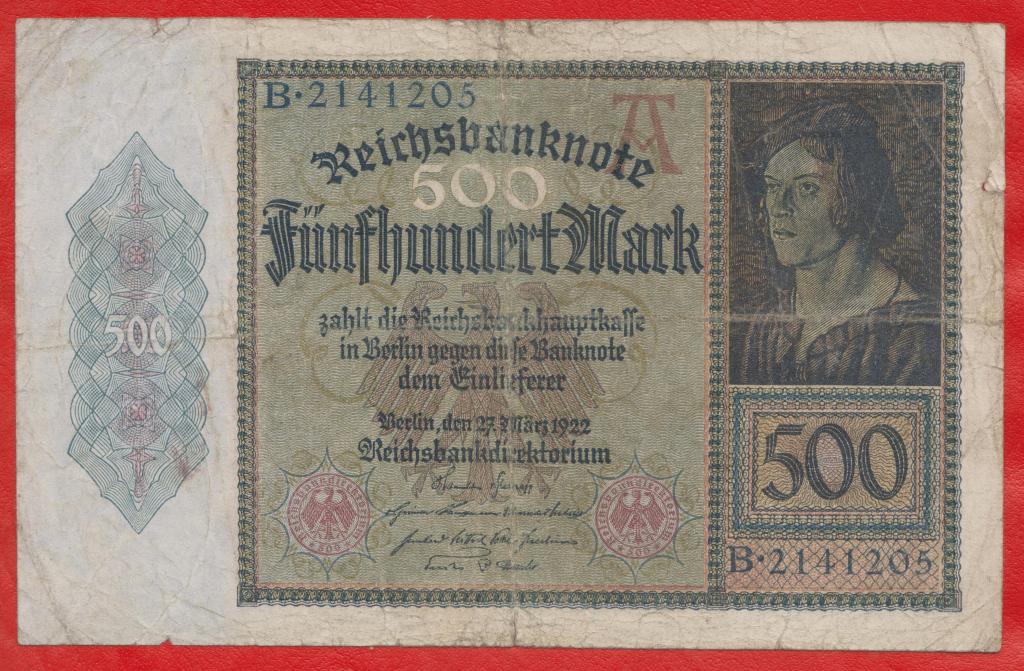 B·2141205
A
Reichsbanknote
500
Fünfhundert Mark
500
zahlt die Reichsbankhauptkasse
in Berlin gegen diese Banknote
dem Einlieferer
Berlin, den 27. März 1922
Reichsbankdirektorium
500
B·2141205